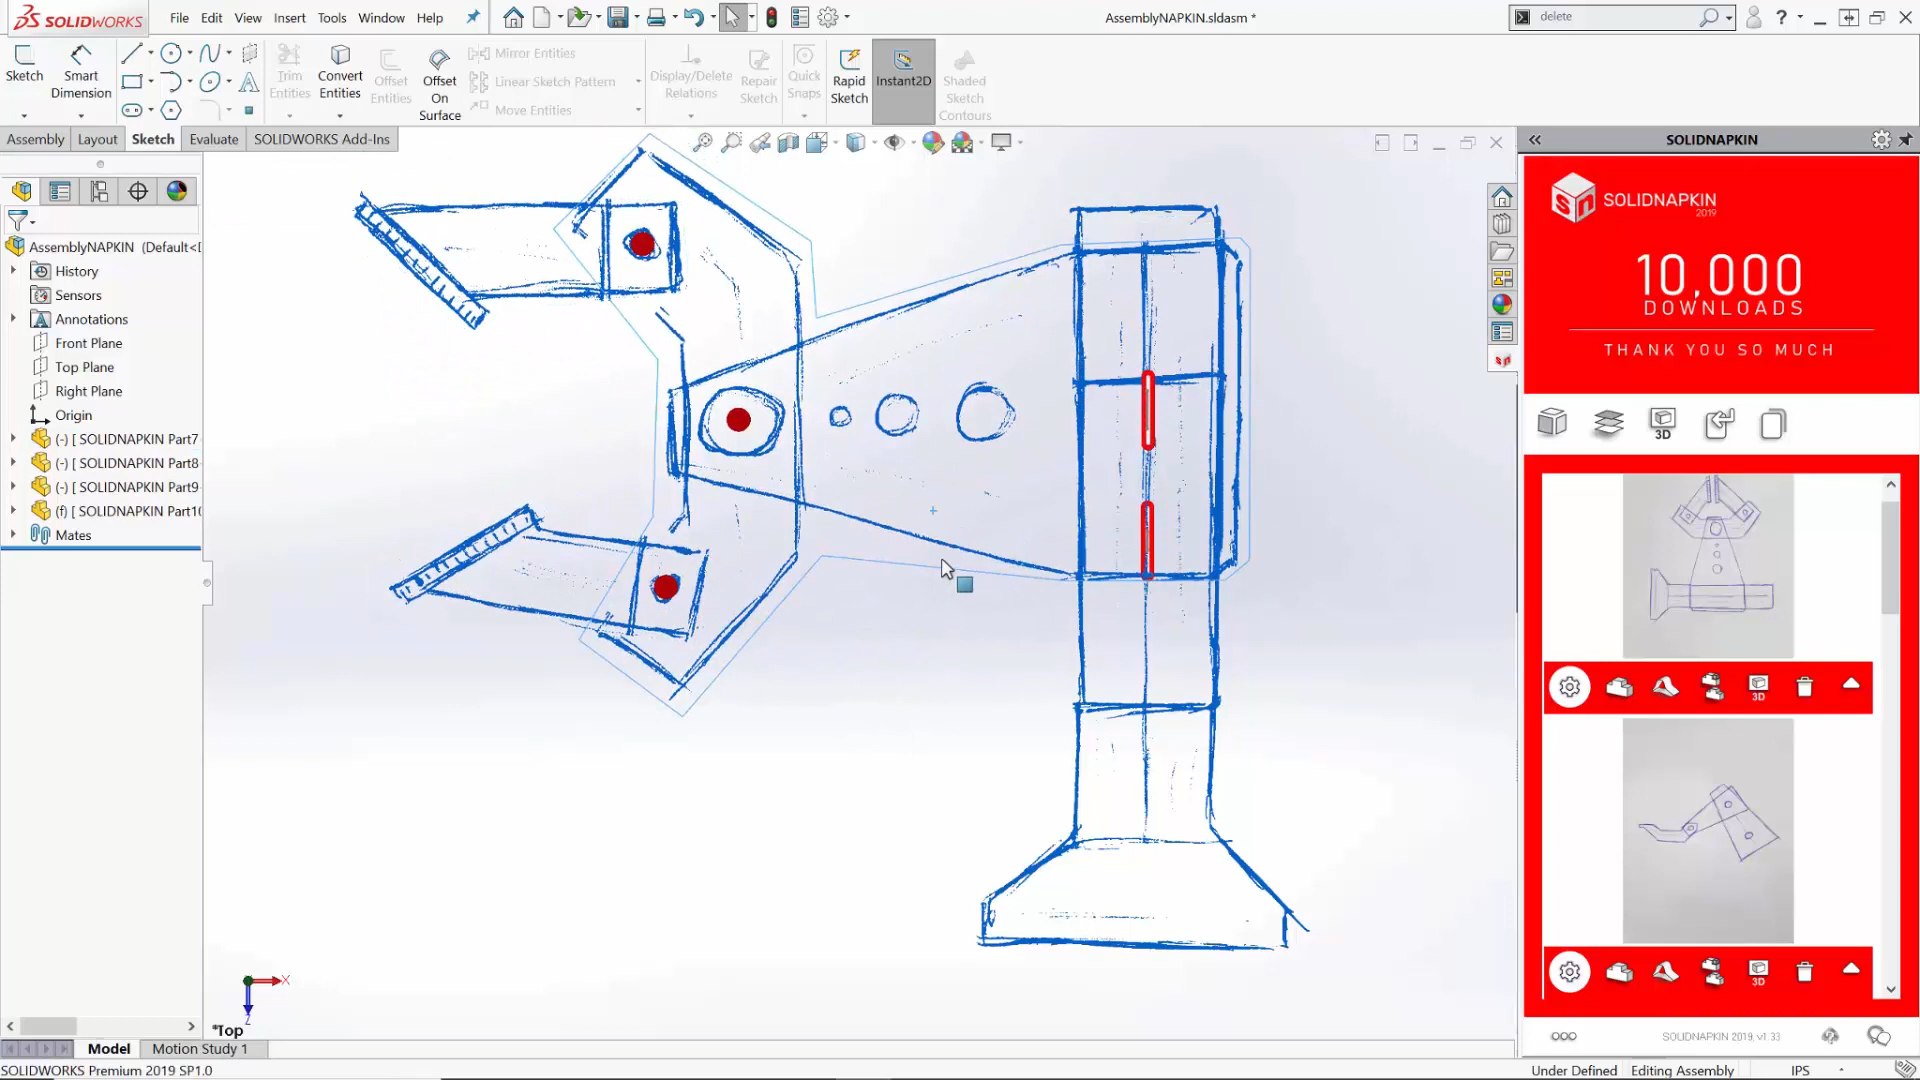 SOLIDWORKS
File Edit View Insert Tools Window Help
AssemblyNAPKIN.sldasm *
delete
Sketch
Smart Dimension
Trim Entities
Convert Entities
Offset Entities
Offset On Surface
Mirror Entities
Linear Sketch Pattern
Move Entities
Display/Delete Relations
Repair Sketch
Quick Snaps
Rapid Sketch
Instant2D
Shaded Sketch Contours
Assembly Layout Sketch Evaluate SOLIDWORKS Add-Ins
AssemblyNAPKIN (Default<
History
Sensors
Annotations
Front Plane
Top Plane
Right Plane
Origin
(-) [ SOLIDNAPKIN Part7
(-) [ SOLIDNAPKIN Part8
(-) [ SOLIDNAPKIN Part9
(f) [ SOLIDNAPKIN Part1
Mates
X
Z
*Top
SOLIDNAPKIN
sn SOLIDNAPKIN
2019
10,000
DOWNLOADS
THANK YOU SO MUCH
3D
3D
3D
SOLIDNAPKIN 2019, v1.33
Model Motion Study 1
SOLIDWORKS Premium 2019 SP1.0
Under Defined Editing Assembly IPS